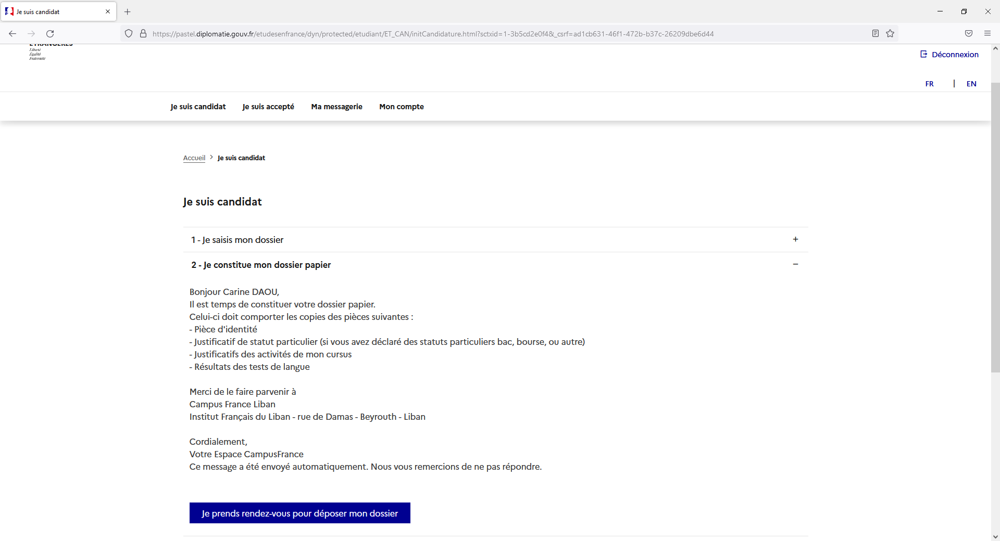 Je suis candidat
https://pastel.diplomatie.gouv.fr/etudesenfrance/dyn/protected/etudiant/ET_CAN/initCandidature.html?sctxid=1-3b5cd2e0f4&_csrf=ad1cb631-46f1-472b-b37c-26209dbe6d44
ETRANGÈRES
Liberté
Égalité
Fraternité
Déconnexion
FR | EN
Je suis candidat Je suis accepté Ma messagerie Mon compte
Accueil > Je suis candidat
Je suis candidat
1 - Je saisis mon dossier +
2 - Je constitue mon dossier papier −
Bonjour Carine DAOU,
Il est temps de constituer votre dossier papier.
Celui-ci doit comporter les copies des pièces suivantes :
- Pièce d'identité
- Justificatif de statut particulier (si vous avez déclaré des statuts particuliers bac, bourse, ou autre)
- Justificatifs des activités de mon cursus
- Résultats des tests de langue
Merci de le faire parvenir à
Campus France Liban
Institut Français du Liban - rue de Damas - Beyrouth - Liban
Cordialement,
Votre Espace CampusFrance
Ce message a été envoyé automatiquement. Nous vous remercions de ne pas répondre.
Je prends rendez-vous pour déposer mon dossier